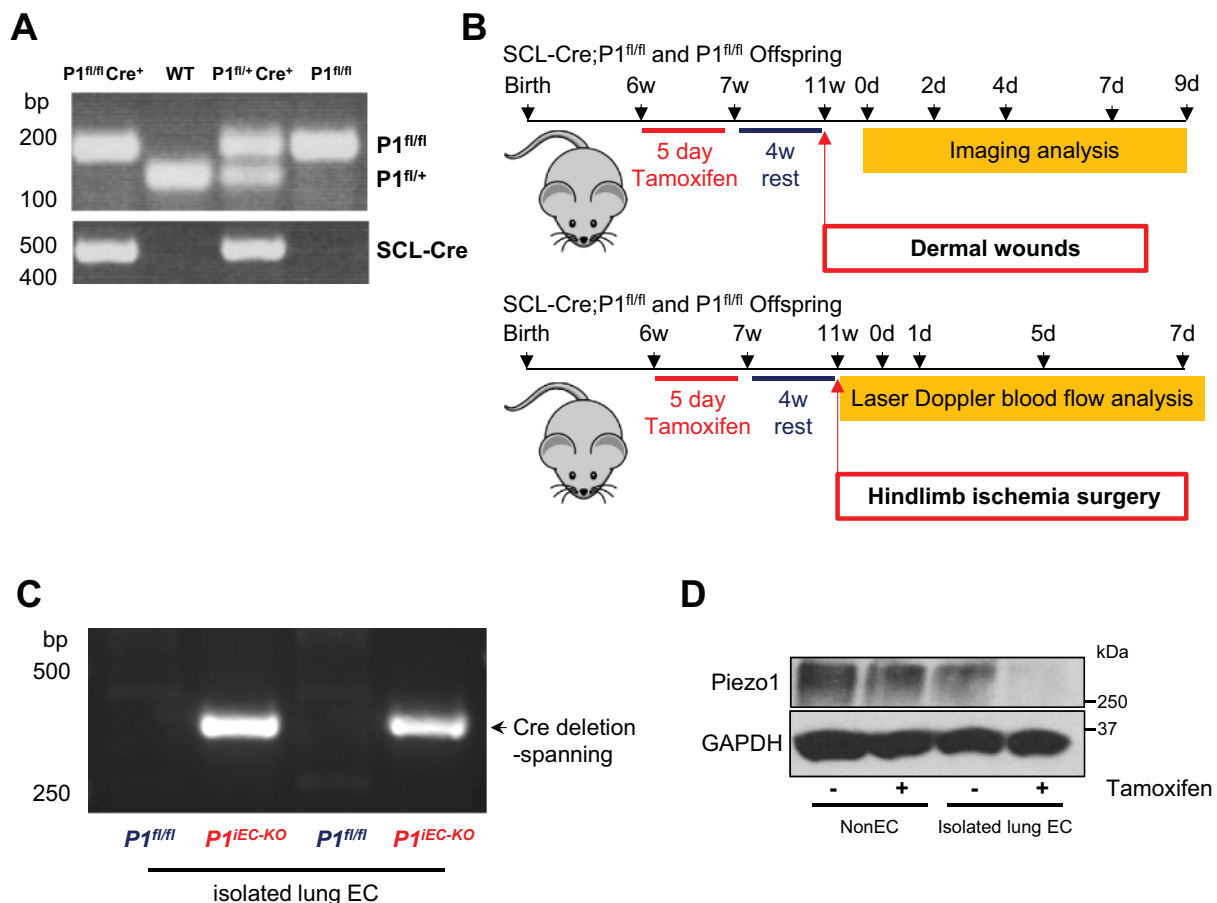 A
P1fl/fl Cre+ WT P1fl/+ Cre+ P1fl/fl
bp
200
100
P1fl/fl
P1fl/+
500
400
SCL-Cre
B
SCL-Cre;P1fl/fl and P1fl/fl Offspring
Birth 6w 7w 11w 0d 2d 4d 7d 9d
5 day
Tamoxifen
4w
rest
Imaging analysis
Dermal wounds
SCL-Cre;P1fl/fl and P1fl/fl Offspring
Birth 6w 7w 11w 0d 1d 5d 7d
5 day
Tamoxifen
4w
rest
Laser Doppler blood flow analysis
Hindlimb ischemia surgery
C
bp
500
250
Cre deletion
-spanning
P1fl/fl P1iEC-KO P1fl/fl P1iEC-KO
isolated lung EC
D
kDa
Piezo1
250
GAPDH
37
- + - + Tamoxifen
NonEC Isolated lung EC